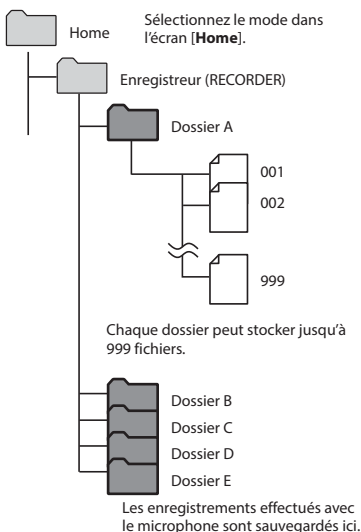 Home
Sélectionnez le mode dans
l'écran [Home].
Enregistreur (RECORDER)
Dossier A
001
002
999
Chaque dossier peut stocker jusqu'à
999 fichiers.
Dossier B
Dossier C
Dossier D
Dossier E
Les enregistrements effectués avec
le microphone sont sauvegardés ici.